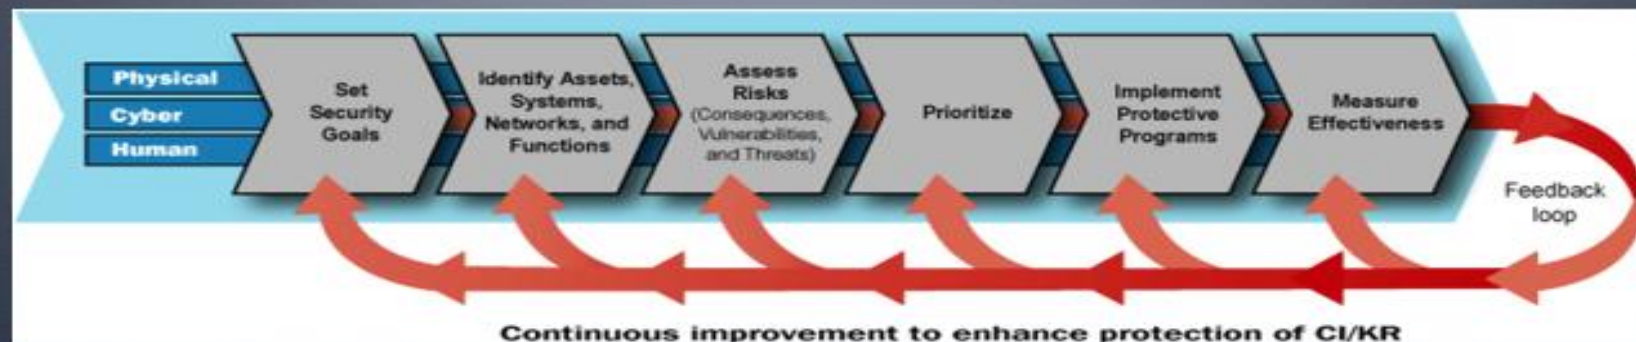 Physical
Cyber
Human
Set
Security
Goals
Identify Assets,
Systems,
Networks, and
Functions
Assess
Risks
(Consequences,
Vulnerabilities,
and Threats)
Prioritize
Implement
Protective
Programs
Measure
Effectiveness
Feedback
loop
Continuous improvement to enhance protection of CI/KR